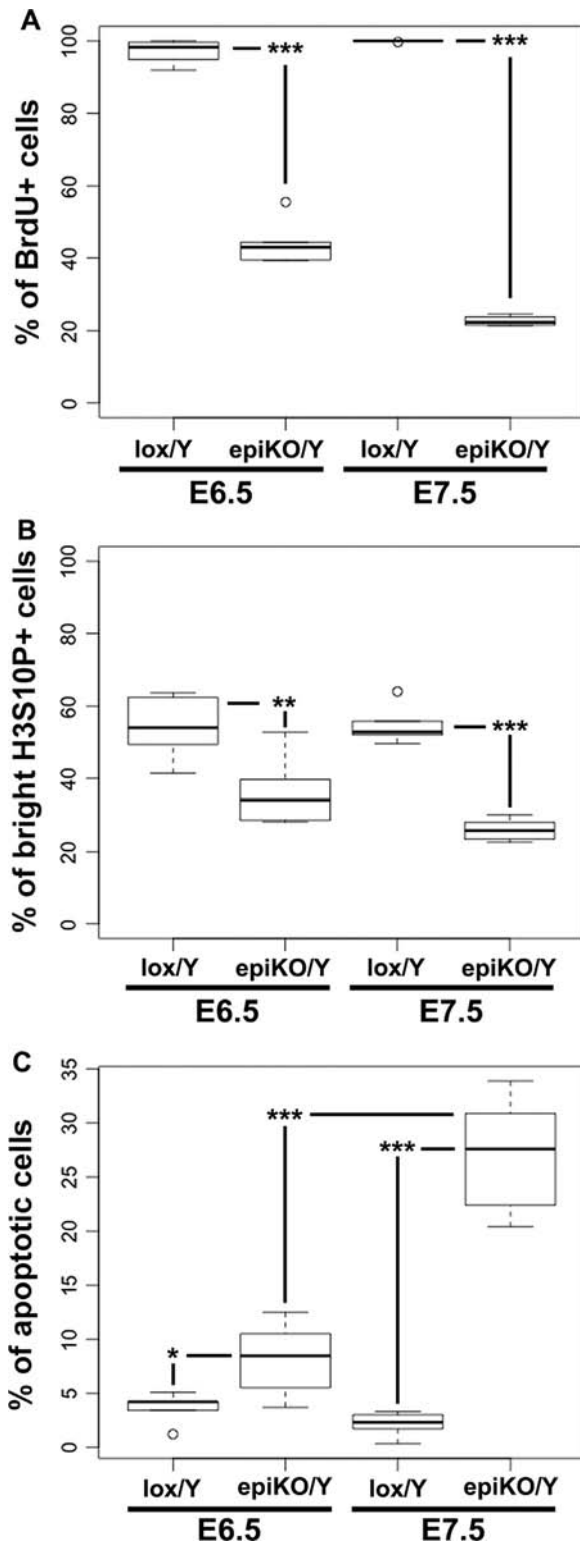 A
% of BrdU+ cells
100
80
60
40
20
0
*** ***
lox/Y epiKO/Y lox/Y epiKO/Y
E6.5 E7.5
B
% of bright H3S10P+ cells
100
80
60
40
20
0
** ***
lox/Y epiKO/Y lox/Y epiKO/Y
E6.5 E7.5
C
% of apoptotic cells
35
30
25
20
15
10
5
0
***
***
*
lox/Y epiKO/Y lox/Y epiKO/Y
E6.5 E7.5